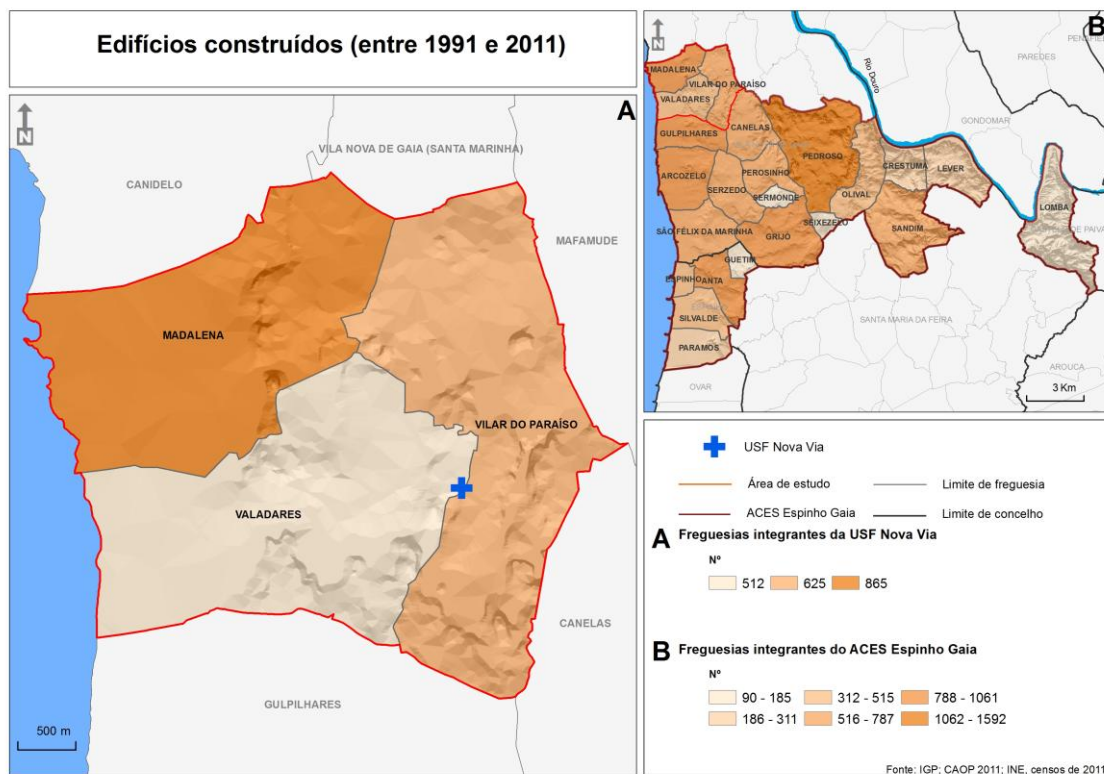 Edifícios construídos (entre 1991 e 2011)
N
A
VILA NOVA DE GAIA (SANTA MARINHA)
CANIDELO
MAFAMUDE
MADALENA
VILAR DO PARAÍSO
VALADARES
CANELAS
GULPILHARES
500 m
N
B
PENAFIEL
PAREDES
Rio Douro
MADALENA
VILAR DO PARAÍSO
VALADARES
GONDOMAR
GULPILHARES
CANELAS
PEDROSO
CRESTUMA
LEVER
ARCOZELO
PEROSINHO
SERZEDO
SERMONDE
OLIVAL
LOMBA
SEIXEZELO
SÃO FÉLIX DA MARINHA
GRIJÓ
SANDIM
GUETIM
ESPINHO
ANTA
SILVALDE
SANTA MARIA DA FEIRA
PARAMOS
AROUCA
OVAR
3 Km
USF Nova Via
Área de estudo
Limite de freguesia
ACES Espinho Gaia
Limite de concelho
A Freguesias integrantes da USF Nova Via
Nº
512 625 865
B Freguesias integrantes do ACES Espinho Gaia
Nº
90 - 185 312 - 515 788 - 1061
186 - 311 516 - 787 1062 - 1592
Fonte: IGP; CAOP 2011; INE, censos de 2011